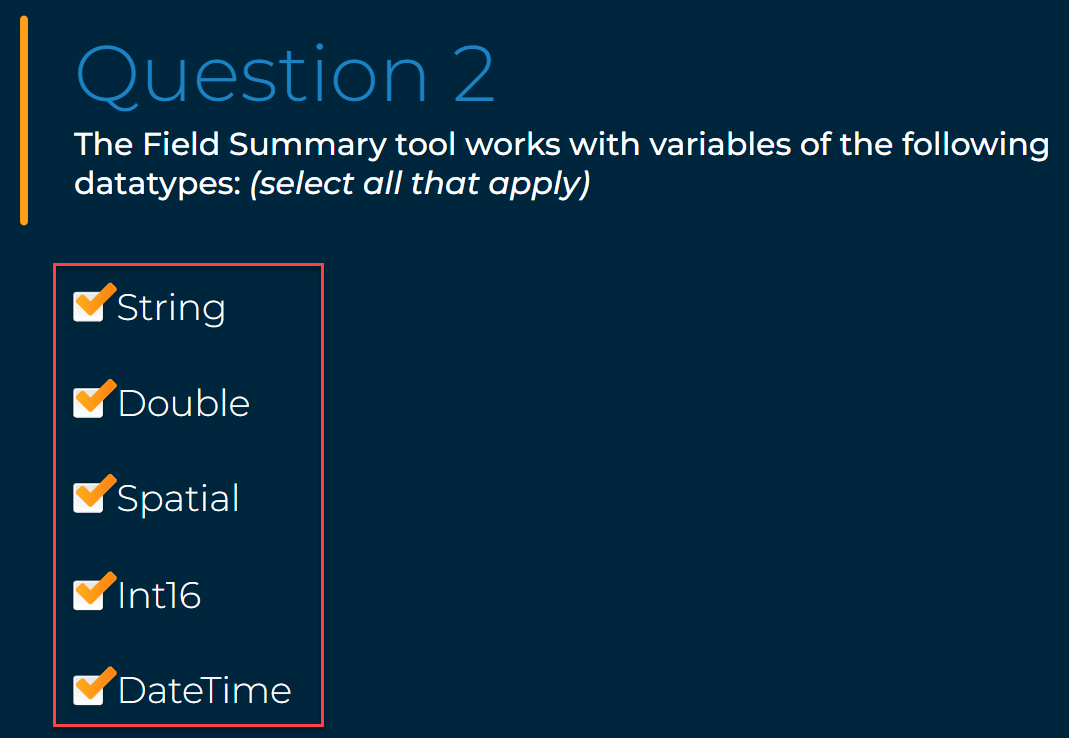 Question 2
The Field Summary tool works with variables of the following
datatypes: (select all that apply)
String
Double
Spatial
Int16
DateTime